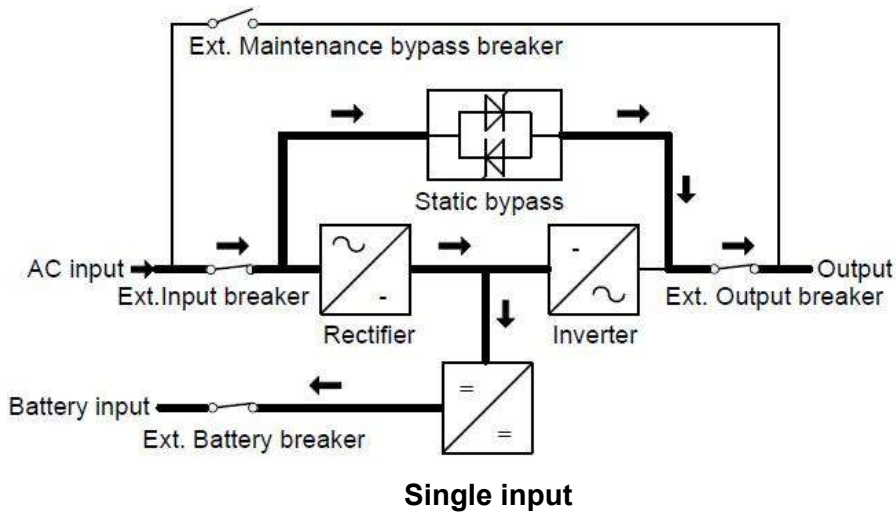 Ext. Maintenance bypass breaker
Static bypass
AC input
Output
Ext.Input breaker
Ext. Output breaker
Rectifier
-
-
Inverter
=
=
Battery input
Ext. Battery breaker
Single input